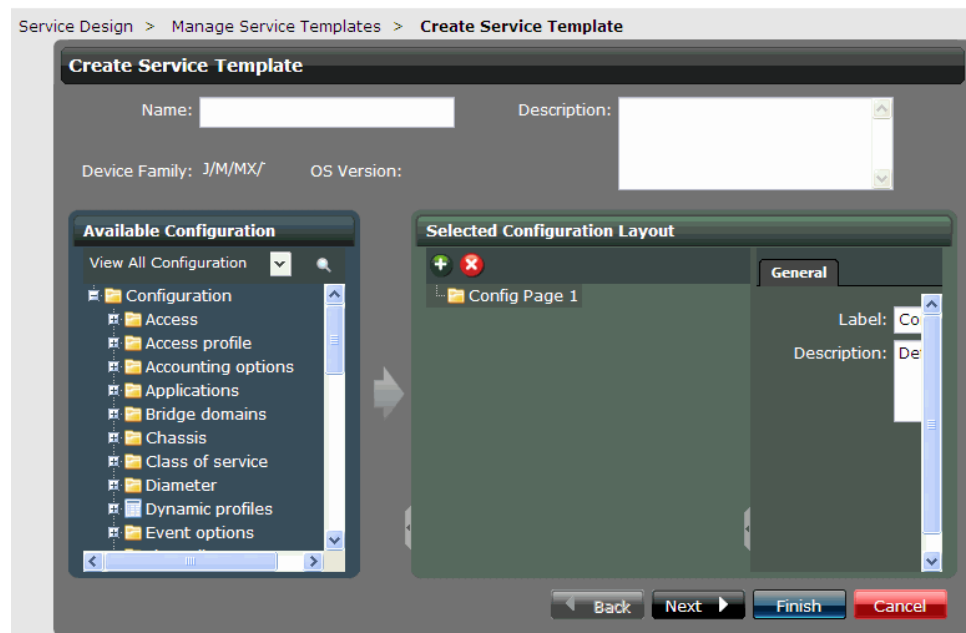 Service Design > Manage Service Templates > Create Service Template
Create Service Template
Name:
Description:
Device Family: J/M/MX/
OS Version:
Available Configuration
View All Configuration
Configuration
Access
Access profile
Accounting options
Applications
Bridge domains
Chassis
Class of service
Diameter
Dynamic profiles
Event options
Selected Configuration Layout
Config Page 1
General
Label: Co
Description: De
Back
Next
Finish
Cancel